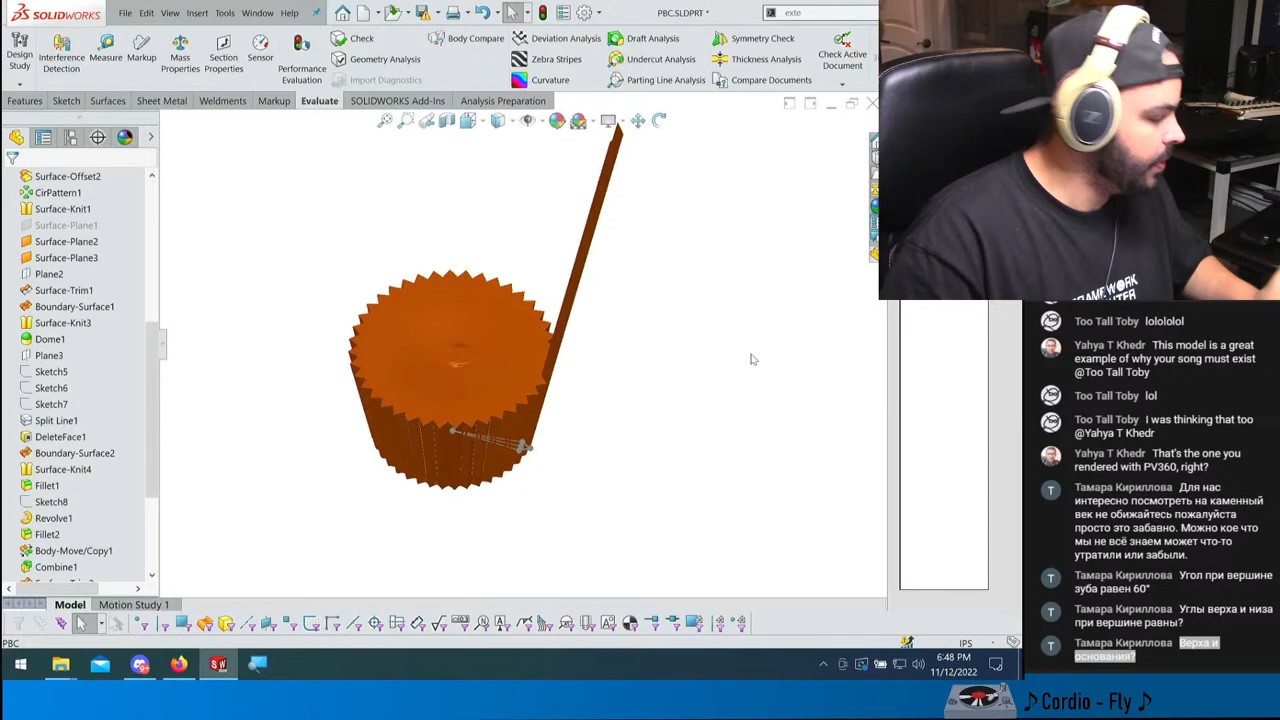 SOLIDWORKS
File Edit View Insert Tools Window Help
PBC.SLDPRT *
exte
Design Study
Interference Detection
Measure
Markup
Mass Properties
Section Properties
Sensor
Performance Evaluation
Check
Geometry Analysis
Import Diagnostics
Body Compare
Deviation Analysis
Zebra Stripes
Curvature
Draft Analysis
Undercut Analysis
Parting Line Analysis
Symmetry Check
Thickness Analysis
Compare Documents
Check Active Document
Features Sketch Surfaces Sheet Metal Weldments Markup Evaluate SOLIDWORKS Add-Ins Analysis Preparation
Surface-Offset2
CirPattern1
Surface-Knit1
Surface-Plane1
Surface-Plane2
Surface-Plane3
Plane2
Surface-Trim1
Boundary-Surface1
Surface-Knit3
Dome1
Plane3
Sketch5
Sketch6
Sketch7
Split Line1
DeleteFace1
Boundary-Surface2
Surface-Knit4
Fillet1
Sketch8
Revolve1
Fillet2
Body-Move/Copy1
Combine1
Model Motion Study 1
PBC
IPS
6:48 PM
11/12/2022
Too Tall Toby lolololol
Yahya T Khedr This model is a great
example of why your song must exist
@Too Tall Toby
Too Tall Toby lol
Too Tall Toby I was thinking that too
@Yahya T Khedr
Yahya T Khedr That's the one you
rendered with PV360, right?
Тамара Кириллова Для нас
интересно посмотреть на каменный
век не обижайтесь пожалуйста
просто это забавно. Можно кое что
мы не всё знаем может что-то
утратили или забыли.
Тамара Кириллова Угол при вершине
зуба равен 60°
Тамара Кириллова Углы верха и низа
при вершине равны?
Тамара Кириллова Верха и
основания?
♪ Cordio - Fly ♪